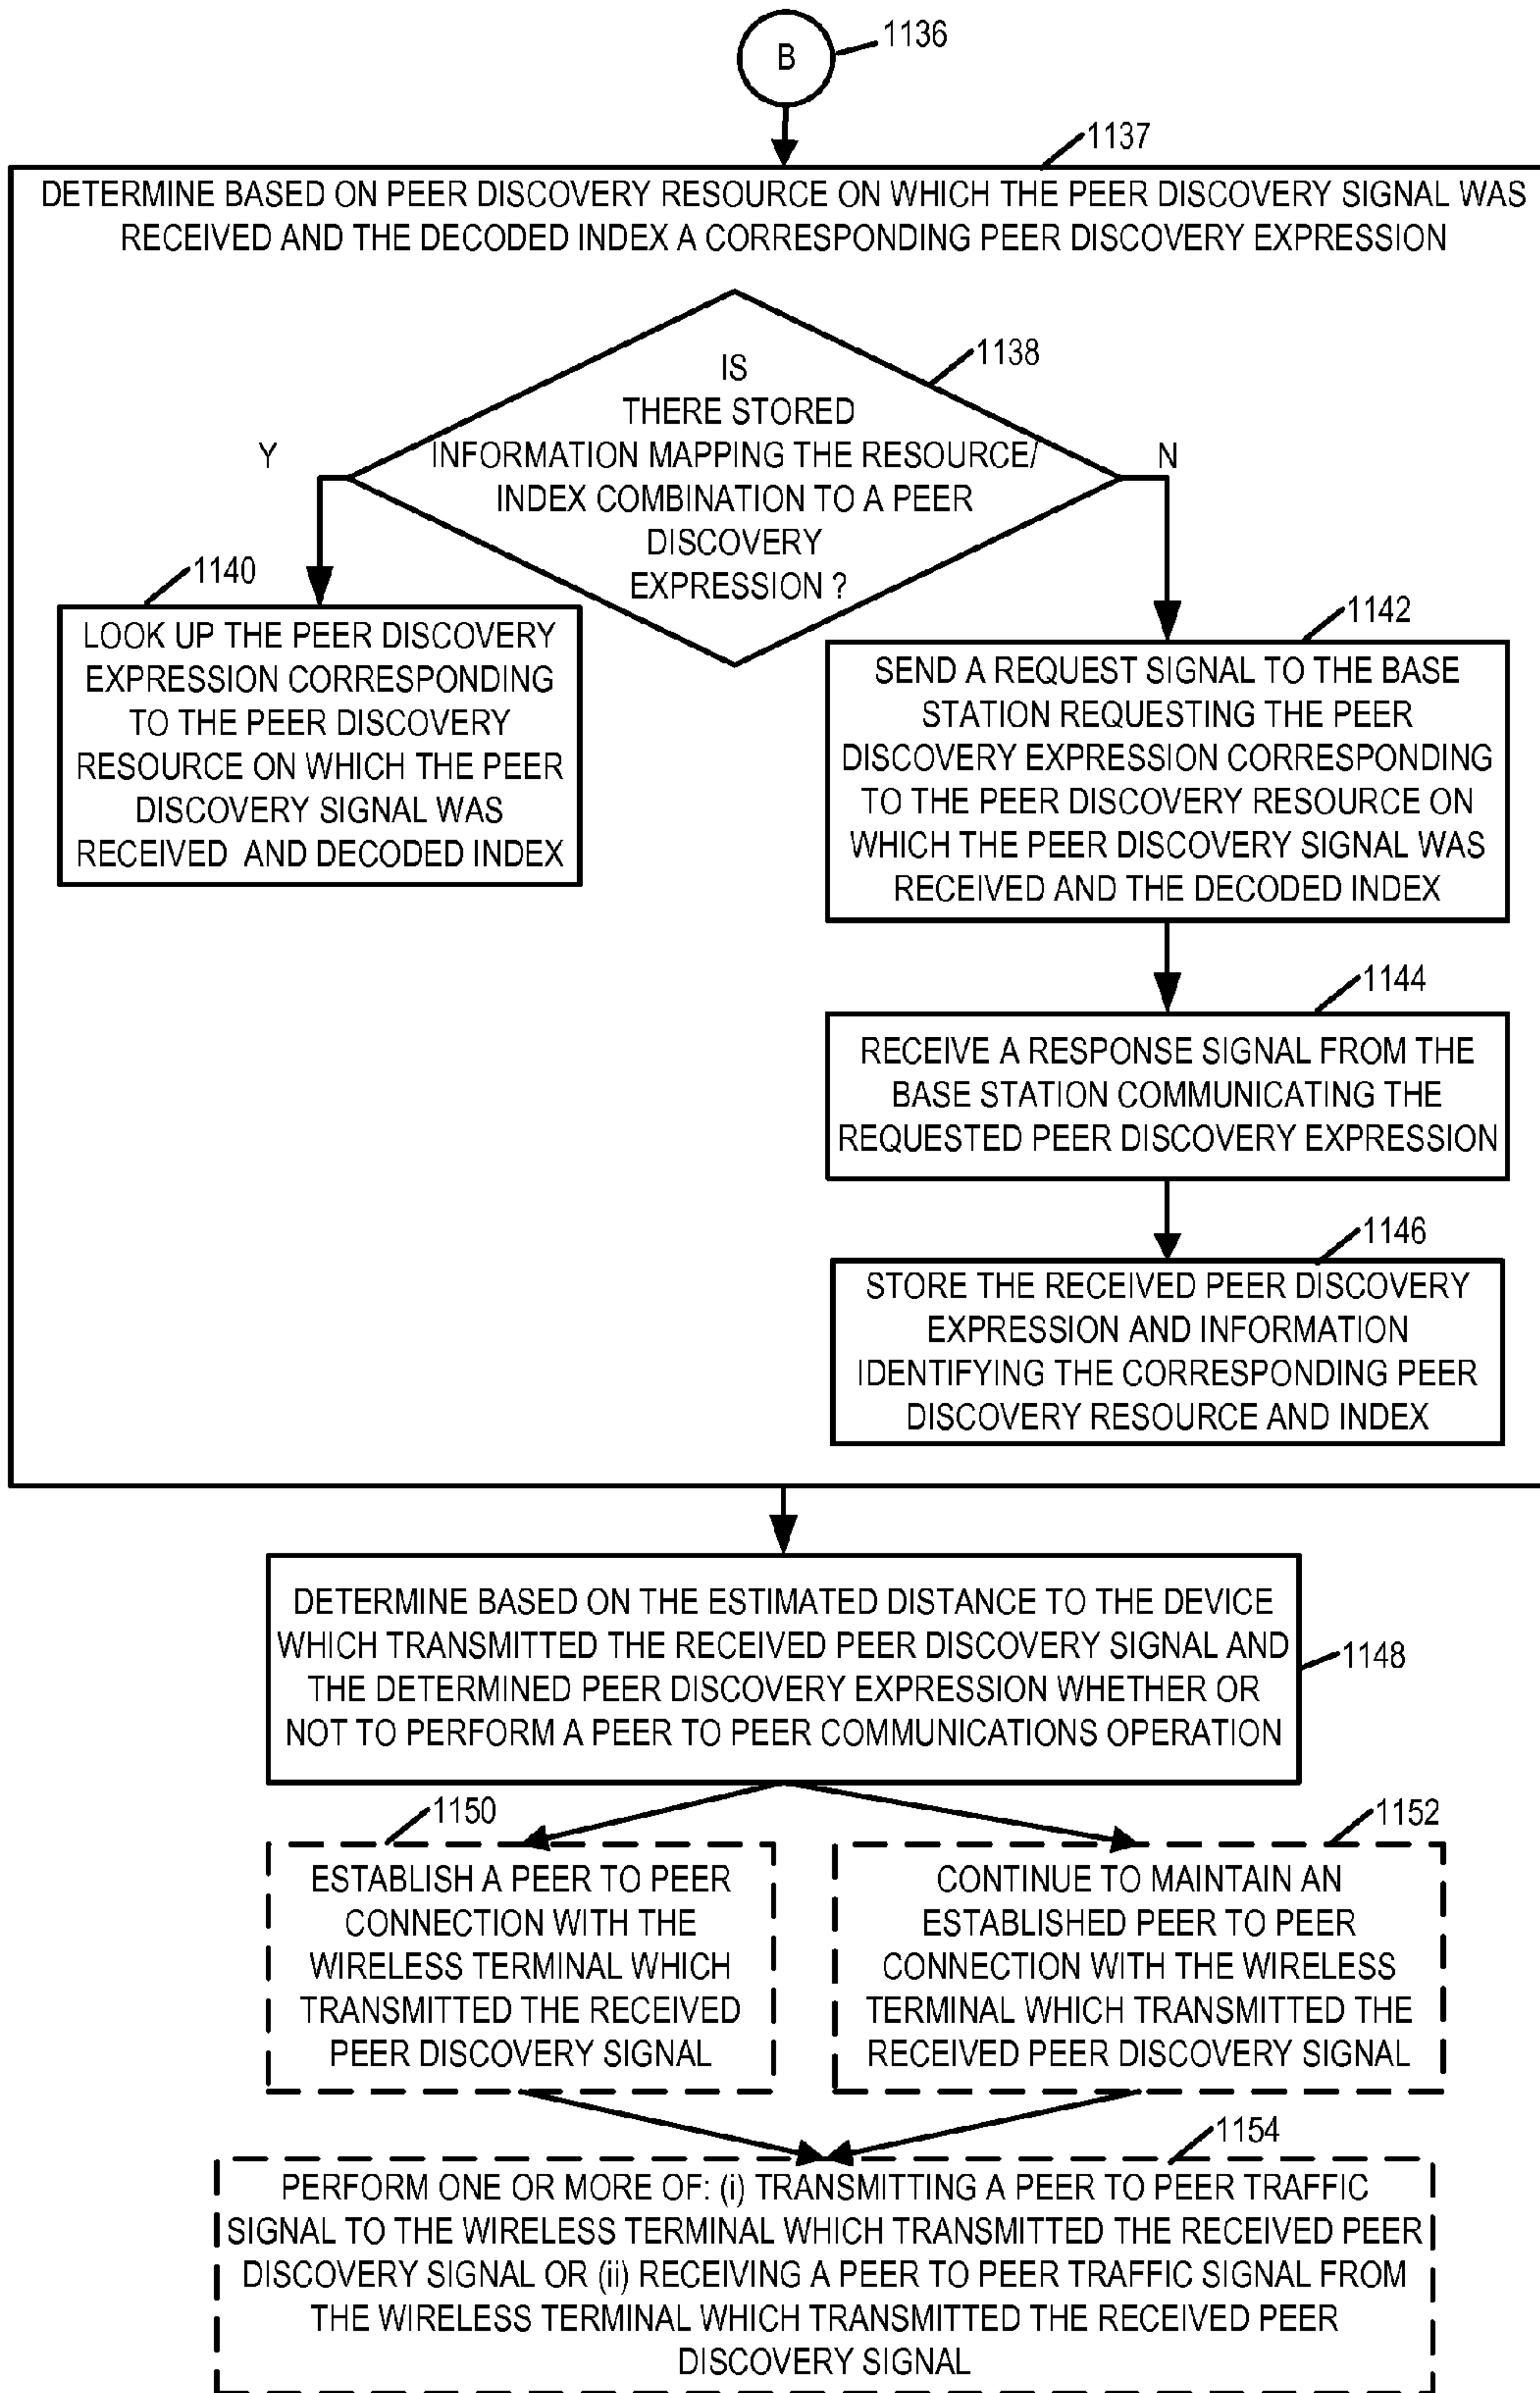 B
1136
1137
DETERMINE BASED ON PEER DISCOVERY RESOURCE ON WHICH THE PEER DISCOVERY SIGNAL WAS
RECEIVED AND THE DECODED INDEX A CORRESPONDING PEER DISCOVERY EXPRESSION
1138
IS
THERE STORED
INFORMATION MAPPING THE RESOURCE/
INDEX COMBINATION TO A PEER
DISCOVERY
EXPRESSION ?
Y
N
1140
LOOK UP THE PEER DISCOVERY
EXPRESSION CORRESPONDING
TO THE PEER DISCOVERY
RESOURCE ON WHICH THE PEER
DISCOVERY SIGNAL WAS
RECEIVED AND DECODED INDEX
1142
SEND A REQUEST SIGNAL TO THE BASE
STATION REQUESTING THE PEER
DISCOVERY EXPRESSION CORRESPONDING
TO THE PEER DISCOVERY RESOURCE ON
WHICH THE PEER DISCOVERY SIGNAL WAS
RECEIVED AND THE DECODED INDEX
1144
RECEIVE A RESPONSE SIGNAL FROM THE
BASE STATION COMMUNICATING THE
REQUESTED PEER DISCOVERY EXPRESSION
1146
STORE THE RECEIVED PEER DISCOVERY
EXPRESSION AND INFORMATION
IDENTIFYING THE CORRESPONDING PEER
DISCOVERY RESOURCE AND INDEX
DETERMINE BASED ON THE ESTIMATED DISTANCE TO THE DEVICE
WHICH TRANSMITTED THE RECEIVED PEER DISCOVERY SIGNAL AND
THE DETERMINED PEER DISCOVERY EXPRESSION WHETHER OR
NOT TO PERFORM A PEER TO PEER COMMUNICATIONS OPERATION
1148
1150
ESTABLISH A PEER TO PEER
CONNECTION WITH THE
WIRELESS TERMINAL WHICH
TRANSMITTED THE RECEIVED
PEER DISCOVERY SIGNAL
1152
CONTINUE TO MAINTAIN AN
ESTABLISHED PEER TO PEER
CONNECTION WITH THE WIRELESS
TERMINAL WHICH TRANSMITTED THE
RECEIVED PEER DISCOVERY SIGNAL
1154
PERFORM ONE OR MORE OF: (i) TRANSMITTING A PEER TO PEER TRAFFIC
SIGNAL TO THE WIRELESS TERMINAL WHICH TRANSMITTED THE RECEIVED PEER
DISCOVERY SIGNAL OR (ii) RECEIVING A PEER TO PEER TRAFFIC SIGNAL FROM
THE WIRELESS TERMINAL WHICH TRANSMITTED THE RECEIVED PEER
DISCOVERY SIGNAL